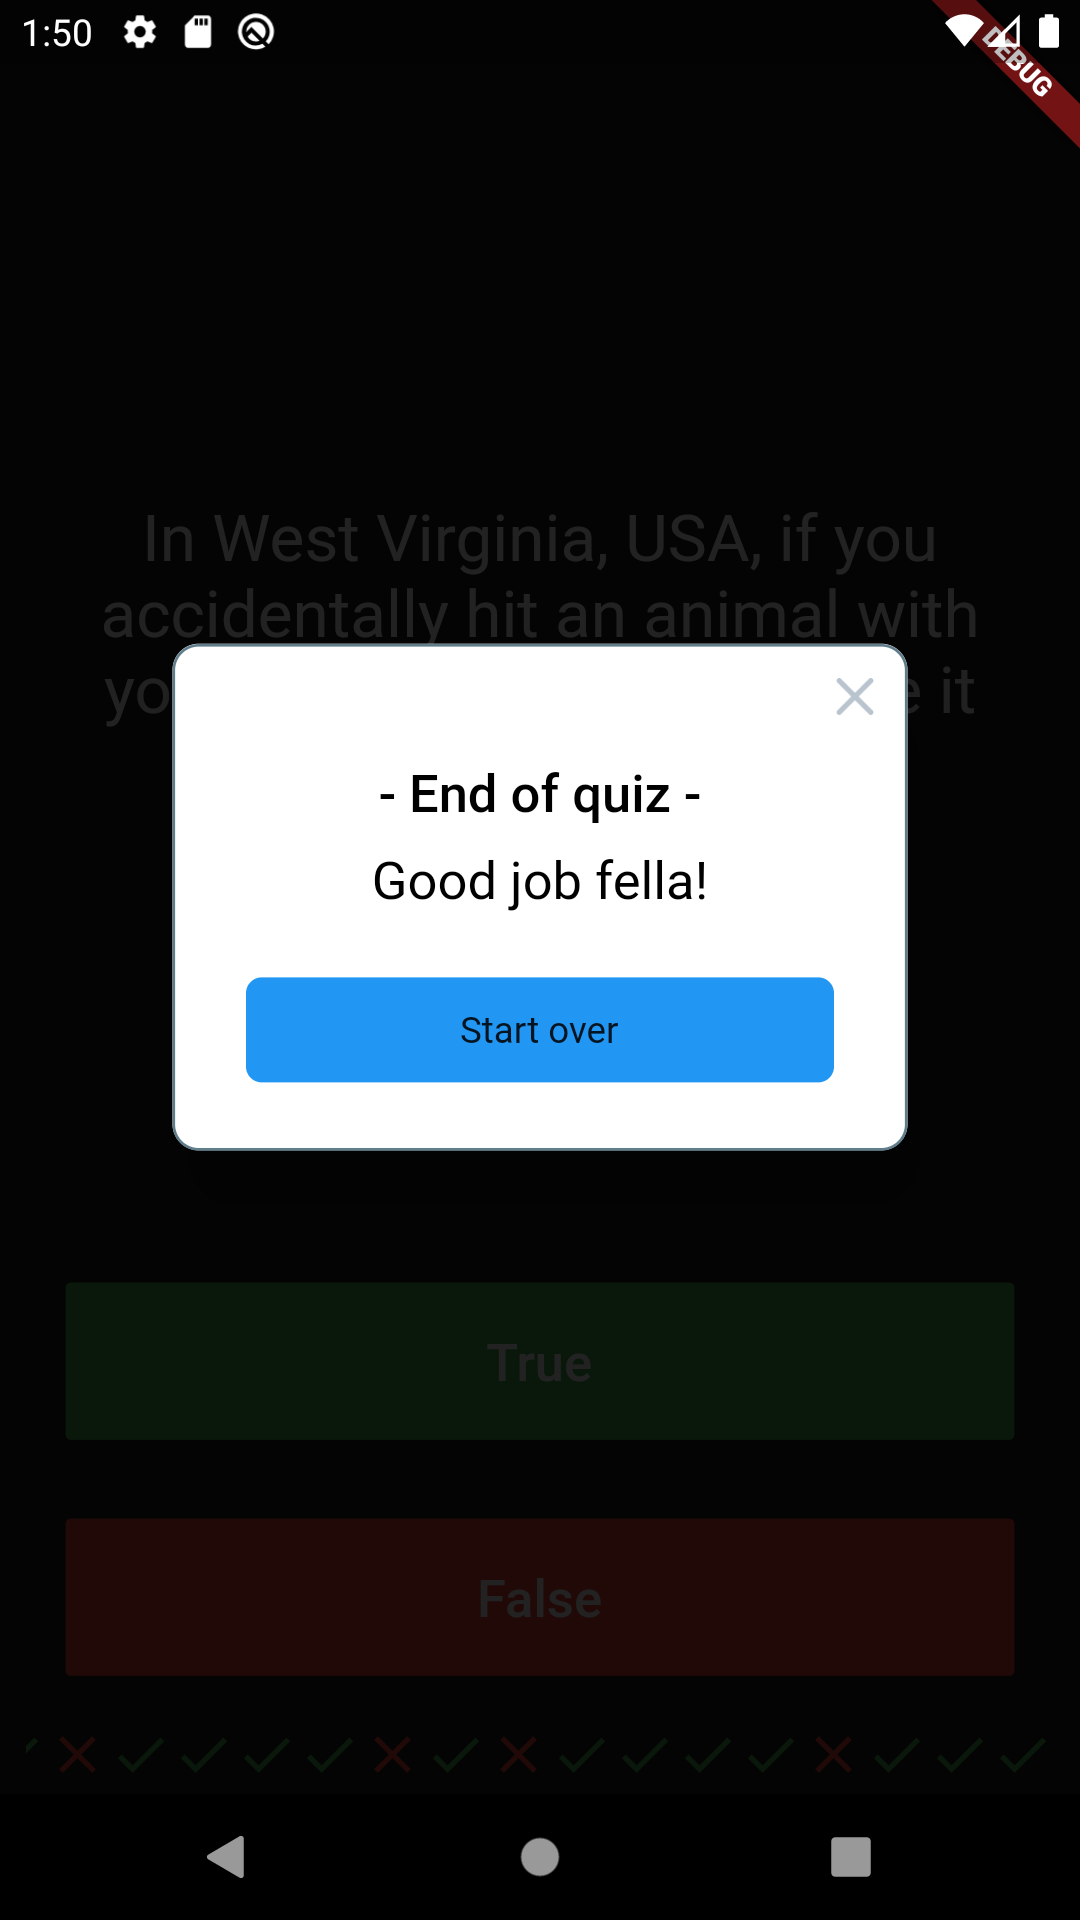 1:50
DEBUG
In West Virginia, USA, if you
accidentally hit an animal with
yo it
- End of quiz -
Good job fella!
Start over
True
False